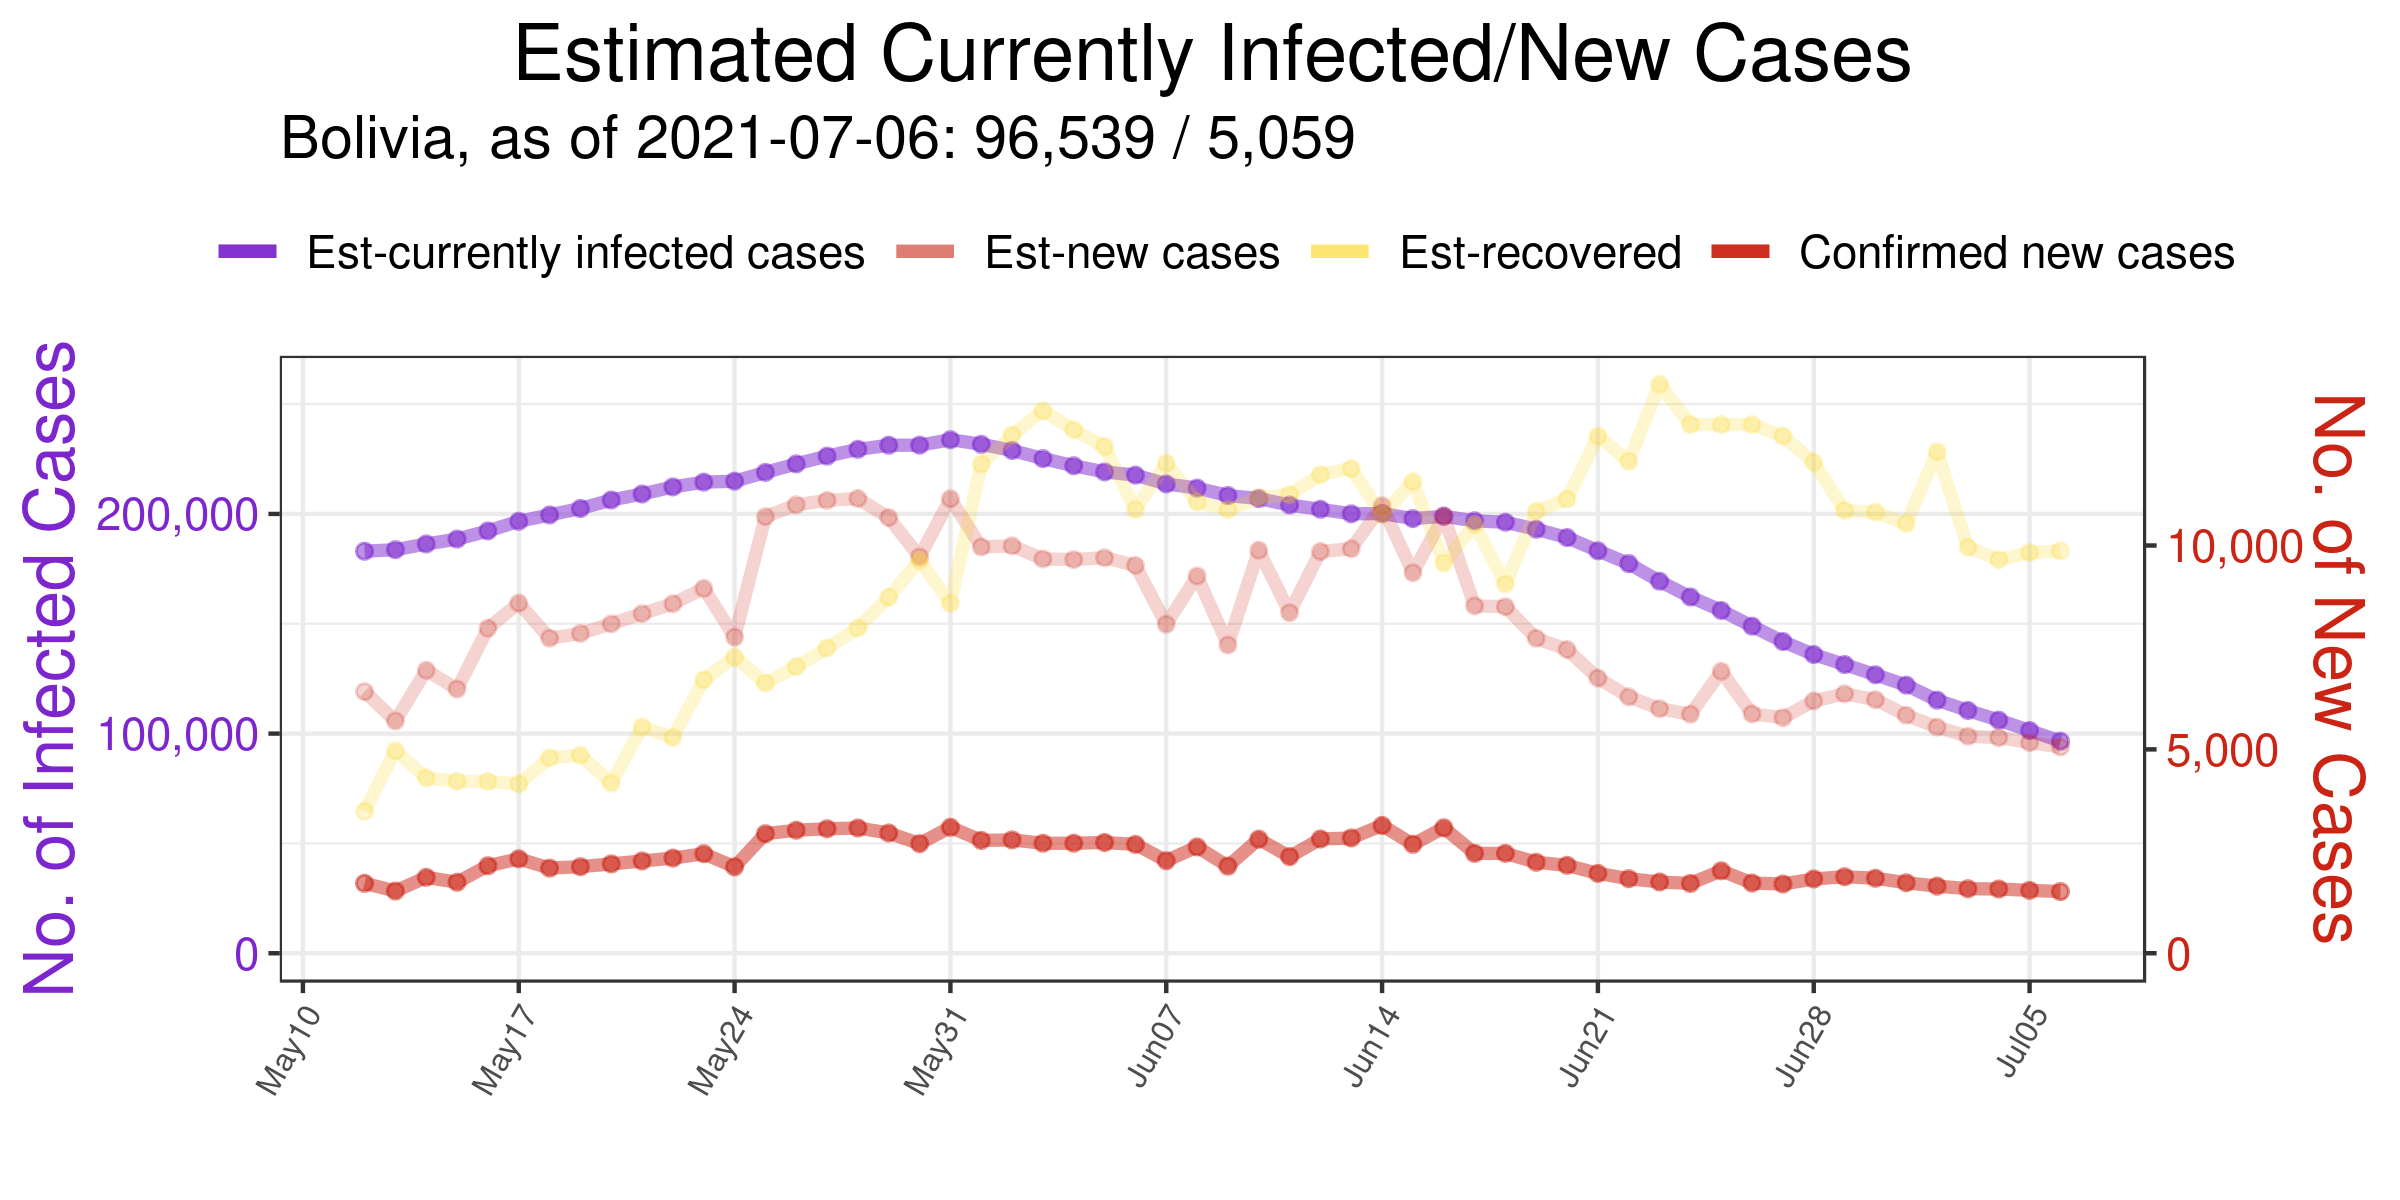 Estimated Currently Infected/New Cases
Bolivia, as of 2021-07-06: 96,539 / 5,059
Est-currently infected cases Est-new cases Est-recovered Confirmed new cases
No. of Infected Cases
200,000
100,000
0
10,000
5,000
0
No. of New Cases
May10 May17 May24 May31 Jun07 Jun14 Jun21 Jun28 Jul05